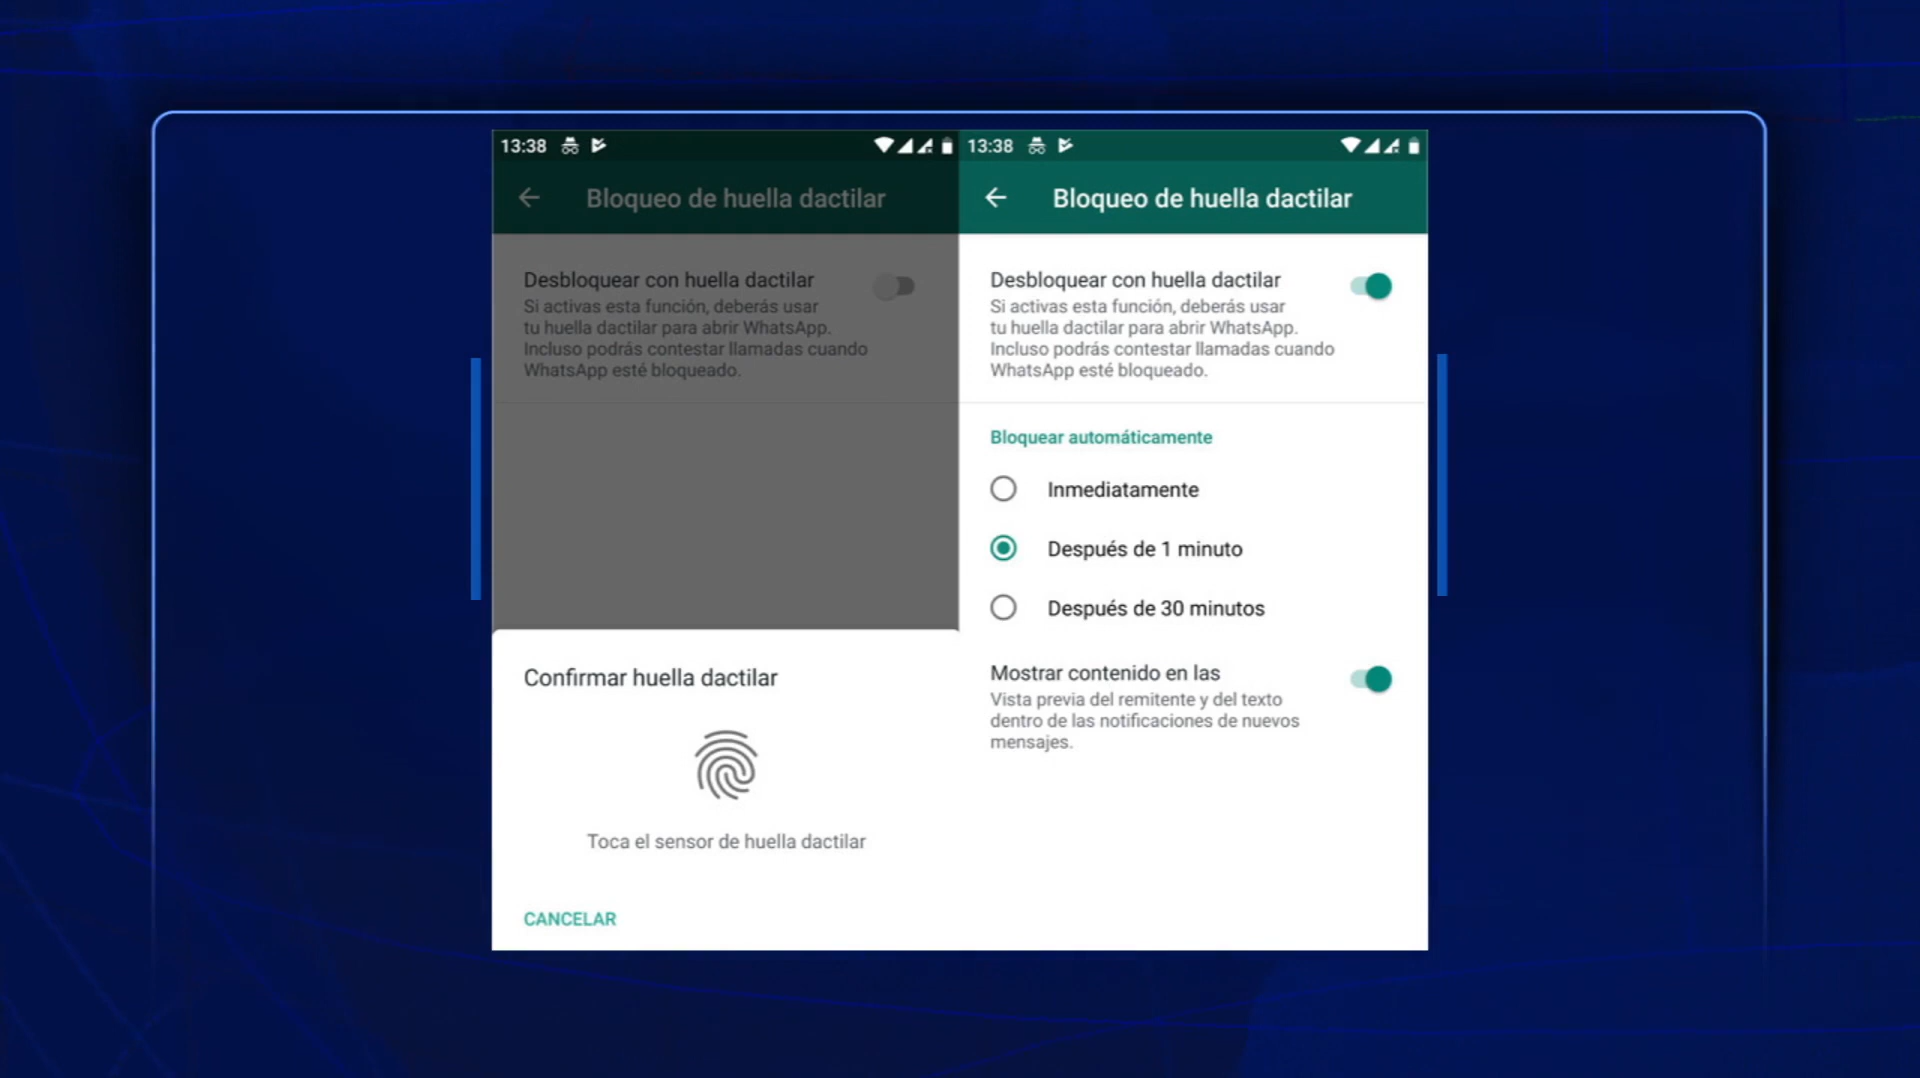 13:38
Bloqueo de huella dactilar
Desbloquear con huella dactilar
Si activas esta función, deberás usar
tu huella dactilar para abrir WhatsApp.
Incluso podrás contestar llamadas cuando
WhatsApp esté bloqueado.
Confirmar huella dactilar
Toca el sensor de huella dactilar
CANCELAR
13:38
Bloqueo de huella dactilar
Desbloquear con huella dactilar
Si activas esta función, deberás usar
tu huella dactilar para abrir WhatsApp.
Incluso podrás contestar llamadas cuando
WhatsApp esté bloqueado.
Bloquear automáticamente
Inmediatamente
Después de 1 minuto
Después de 30 minutos
Mostrar contenido en las
Vista previa del remitente y del texto
dentro de las notificaciones de nuevos
mensajes.